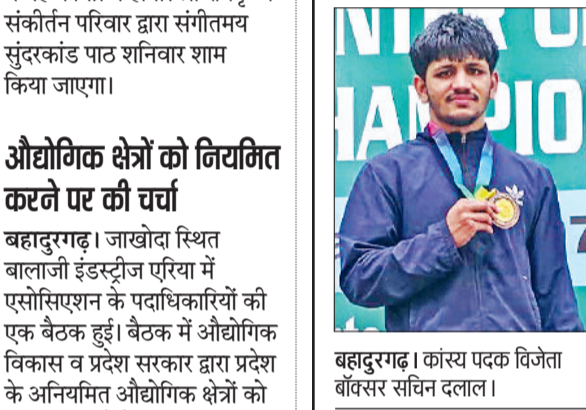 संकीर्तन परिवार द्वारा संगीतमय
सुंदरकांड पाठ शनिवार शाम
किया जाएगा।
औद्योगिक क्षेत्रों को नियमित
करने पर की चर्चा
बहादुरगढ़। जाखोदा स्थित
बालाजी इंडस्ट्रीज एरिया में
एसोसिएशन के पदाधिकारियों की
एक बैठक हुई। बैठक में औद्योगिक
विकास व प्रदेश सरकार द्वारा प्रदेश
के अनियमित औद्योगिक क्षेत्रों को
बहादुरगढ़। कांस्य पदक विजेता
बॉक्सर सचिन दलाल।